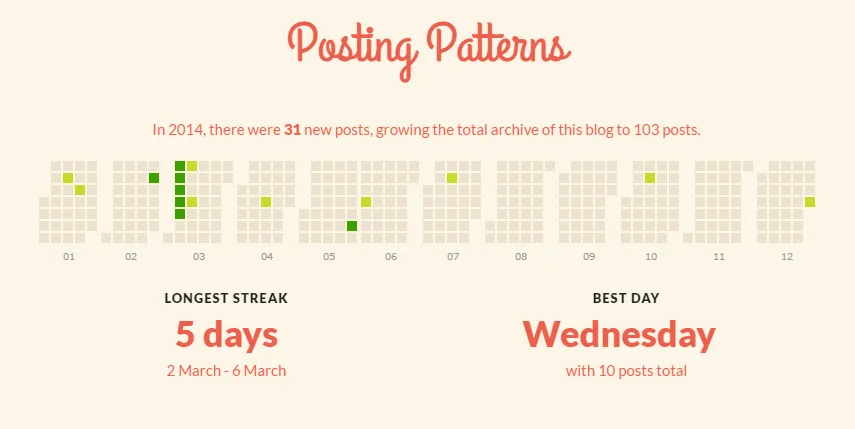 Posting Patterns
In 2014, there were 31 new posts, growing the total archive of this blog to 103 posts.
01 02 03 04 05 06 07 08 09 10 11 12
LONGEST STREAK
5 days
2 March - 6 March
BEST DAY
Wednesday
with 10 posts total